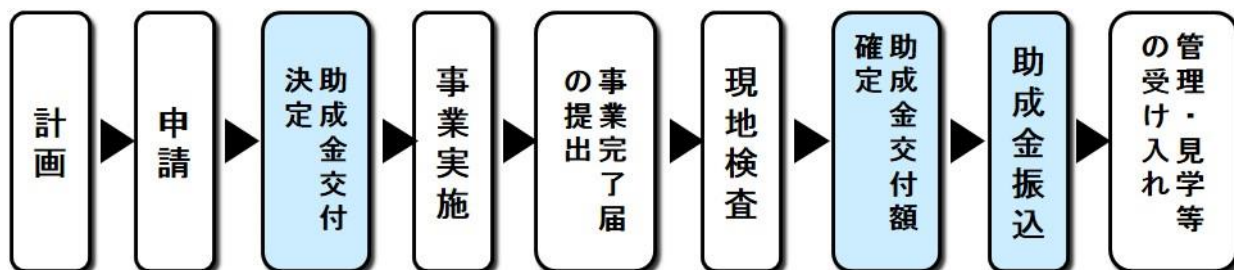 計画
申請
助成金交付
決定
事業実施
事業完了届
の提出
現地検査
助成金交付額
確定
助成金振込
管理・見学等
の受け入れ